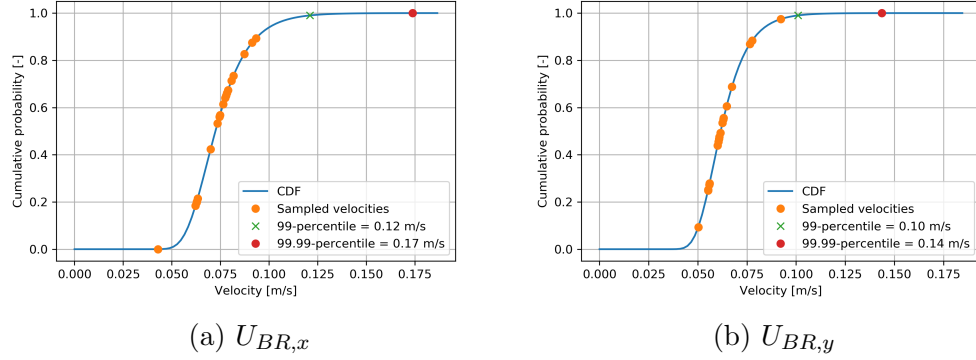 1.0
0.8
0.6
0.4
0.2
0.0
Cumulative probability [-]
CDF
Sampled velocities
99-percentile = 0.12 m/s
99.99-percentile = 0.17 m/s
0.000 0.025 0.050 0.075 0.100 0.125 0.150 0.175
Velocity [m/s]
(a) U_{BR,x}
1.0
0.8
0.6
0.4
0.2
0.0
Cumulative probability [-]
CDF
Sampled velocities
99-percentile = 0.10 m/s
99.99-percentile = 0.14 m/s
0.000 0.025 0.050 0.075 0.100 0.125 0.150 0.175
Velocity [m/s]
(b) U_{BR,y}